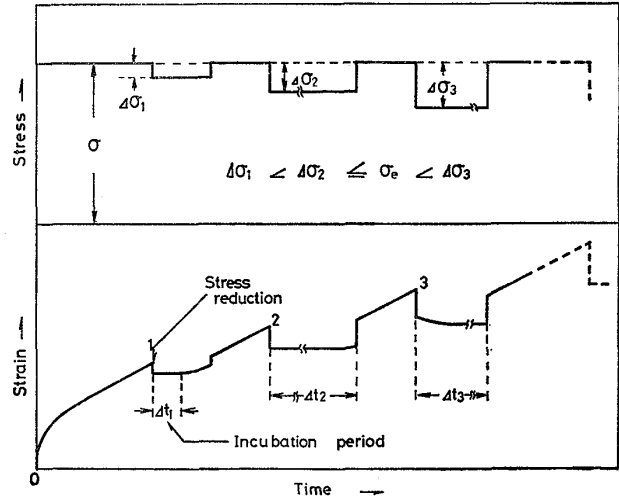 Stress →
Δσ1
Δσ2
Δσ3
σ
Δσ1 < Δσ2 ≦ σe < Δσ3
Strain →
Stress
reduction
1
2
3
Δt1
Δt2
Δt3
Incubation period
0
Time →